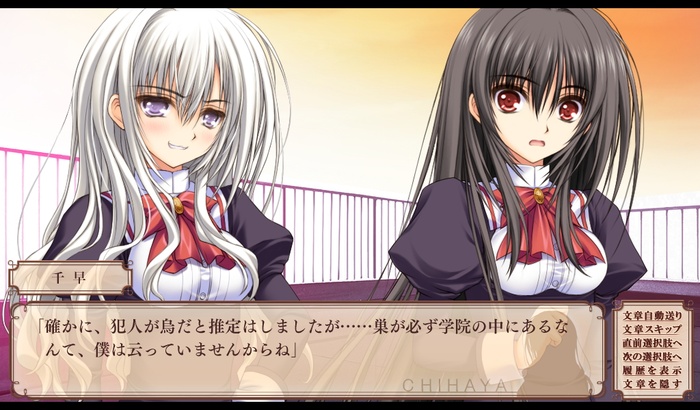 千早
「確かに、犯人が烏だと推定はしましたが……巣が必ず学院の中にあるな
んて、僕は云っていませんからね」
CHIHAYA
文章自動送り
文章スキップ
直前選択肢へ
次の選択肢へ
履歴を表示
文章を隠す